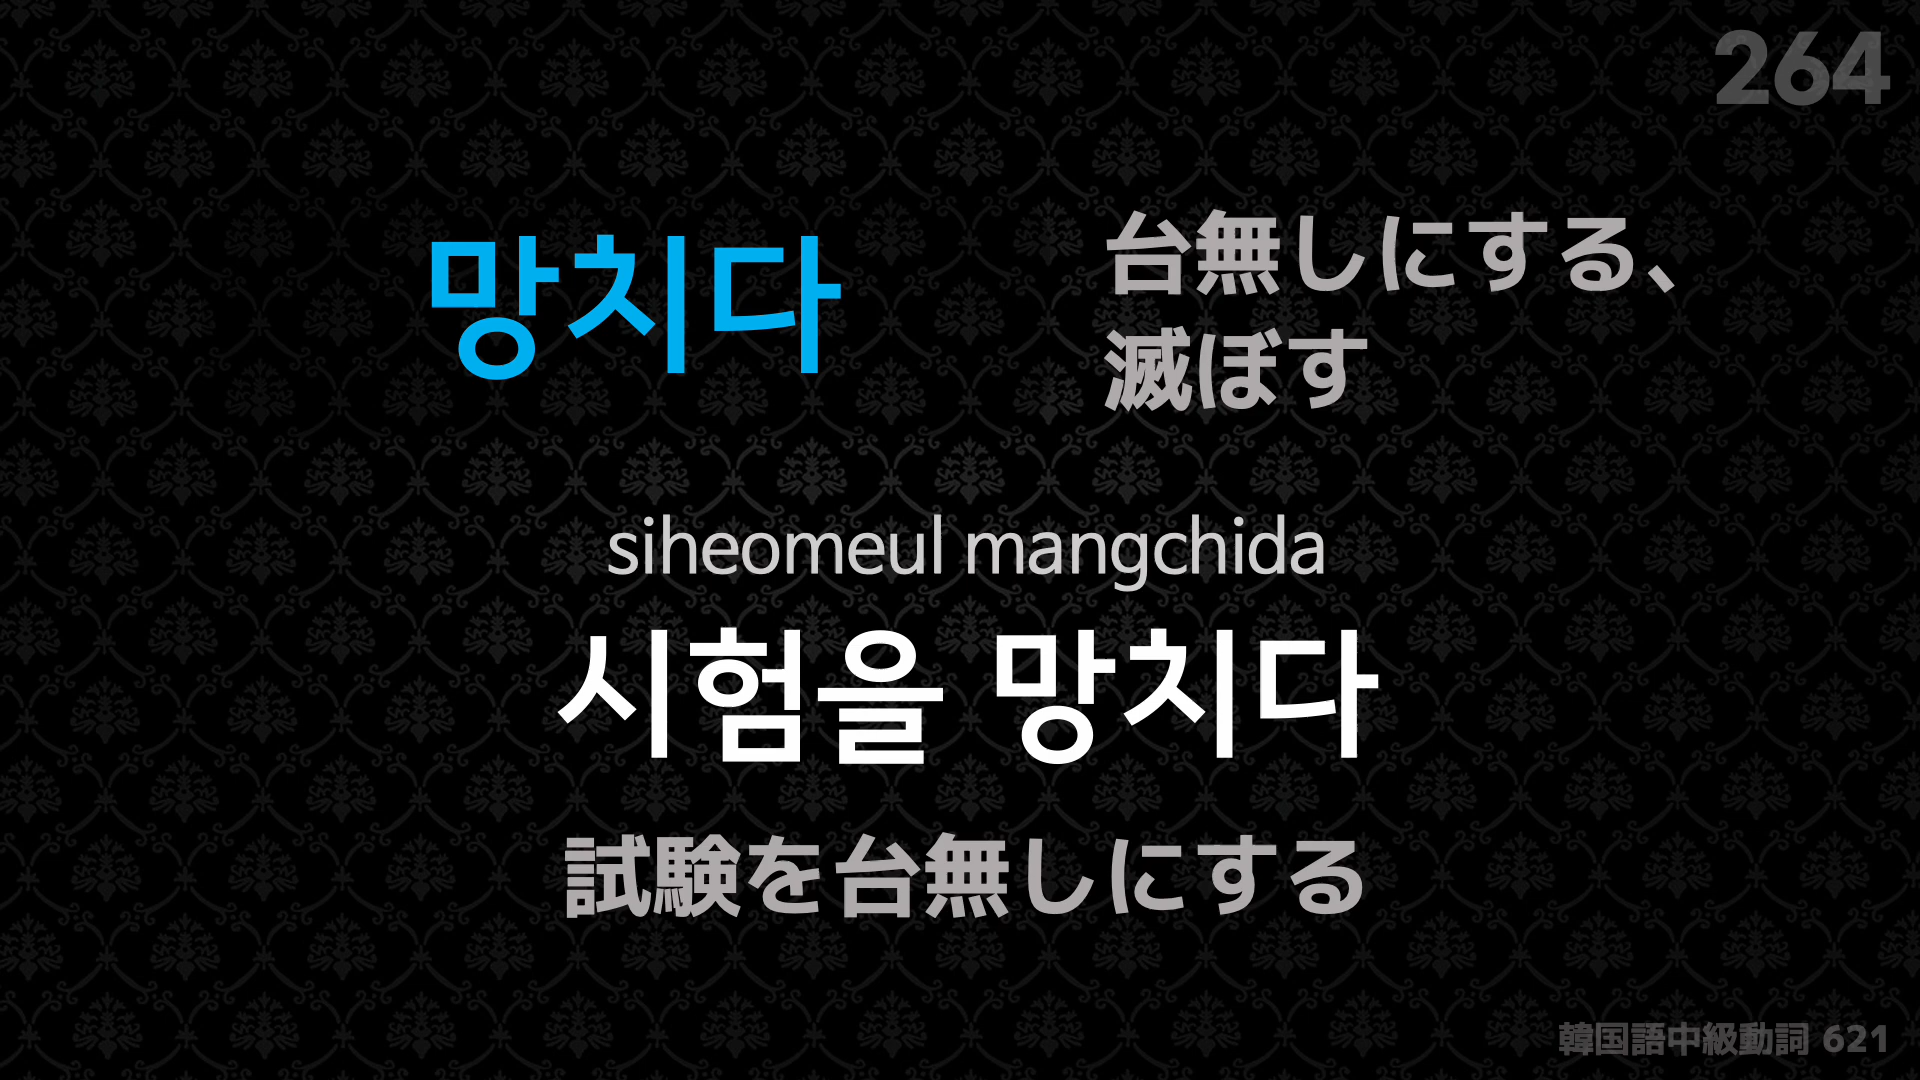 264
망치다
台無しにする、
滅ぼす
siheomeul mangchida
시험을 망치다
試験を台無しにする
韓国語中級動詞 621